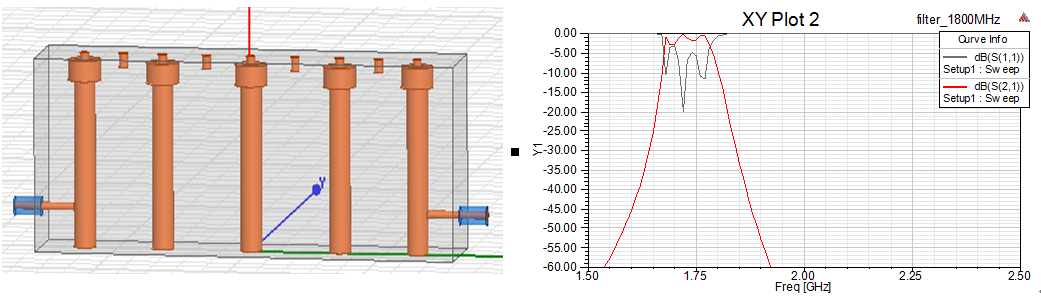 Y
XY Plot 2
filter_1800MHz
Curve Info
dB(S(1,1))
Setup1 : Sweep
dB(S(2,1))
Setup1 : Sweep
0.00
-5.00
-10.00
-15.00
-20.00
-25.00
-30.00
-35.00
-40.00
-45.00
-50.00
-55.00
-60.00
Y1
1.50
1.75
2.00
2.25
2.50
Freq [GHz]